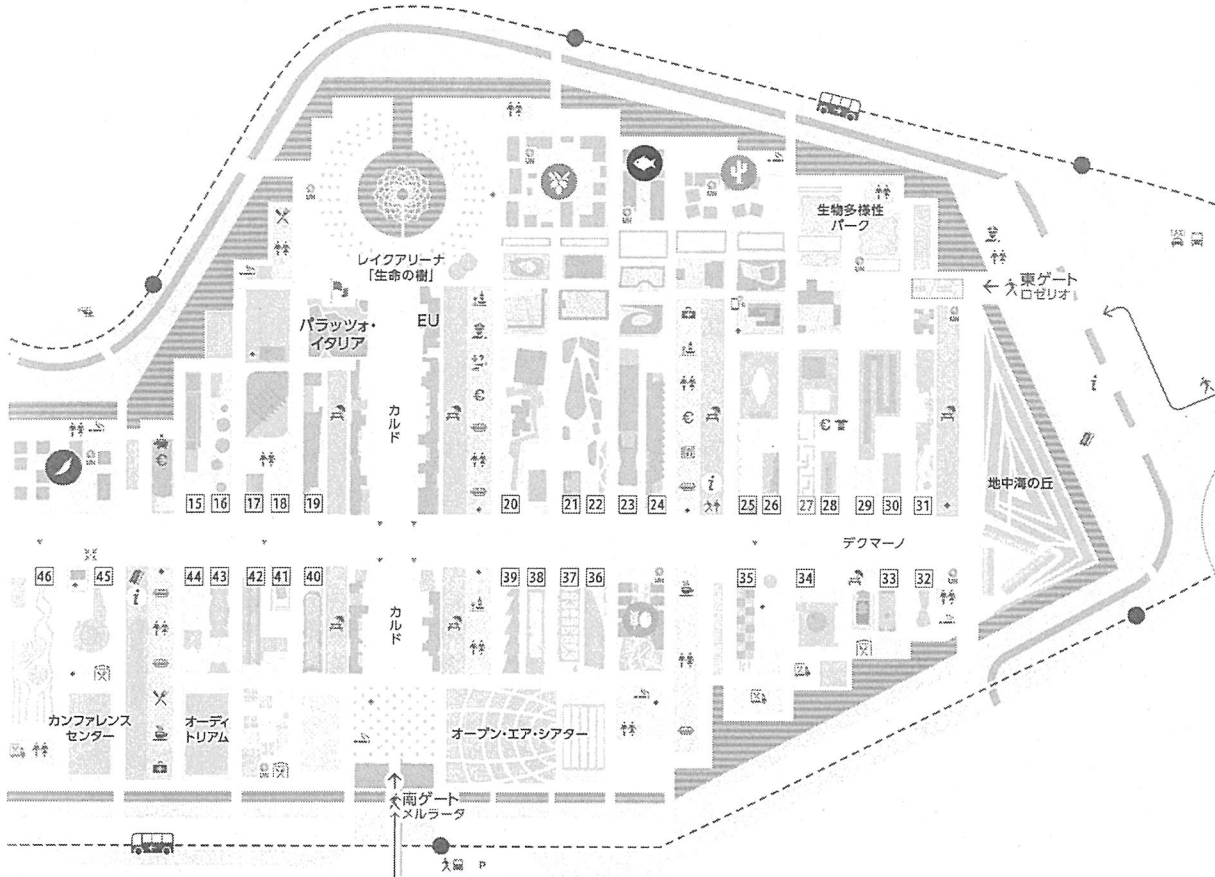 生物多様性
パーク
レイクアリーナ
「生命の樹」
東ゲート
ロゼリオ
パラッツォ・
イタリア
EU
カルド
地中海の丘
15 16 17 18 19 20 21 22 23 24 25 26 27 28 29 30 31
デクマーノ
46 45 44 43 42 41 40 39 38 37 36 35 34 33 32
カルド
カンファレンス
センター
オーディ
トリアム
オープン・エア・シアター
南ゲート
メルラータ
P